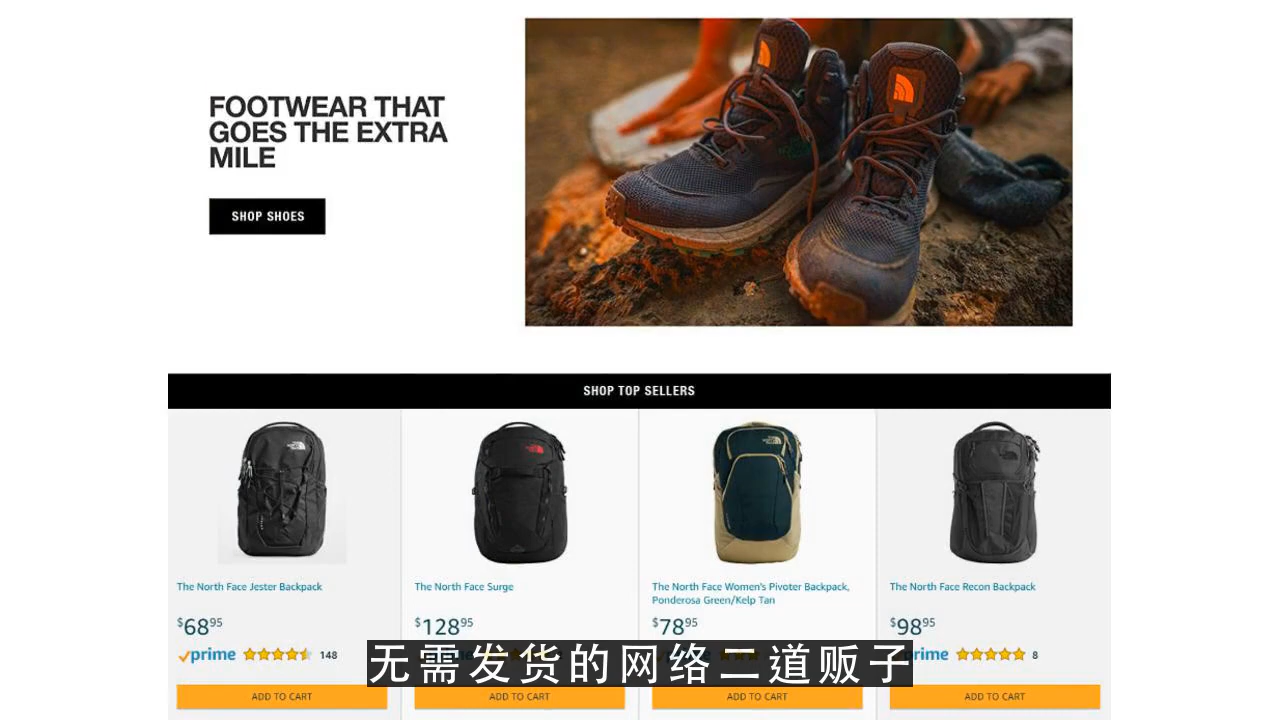 FOOTWEAR THAT
GOES THE EXTRA
MILE
SHOP SHOES
SHOP TOP SELLERS
The North Face Jester Backpack
$68.95
prime 148
ADD TO CART
The North Face Surge
$128.95
ADD TO CART
The North Face Women's Pivoter Backpack,
Ponderosa Green/Kelp Tan
$78.95
ADD TO CART
The North Face Recon Backpack
$98.95
prime 8
ADD TO CART
无需发货的网络二道贩子